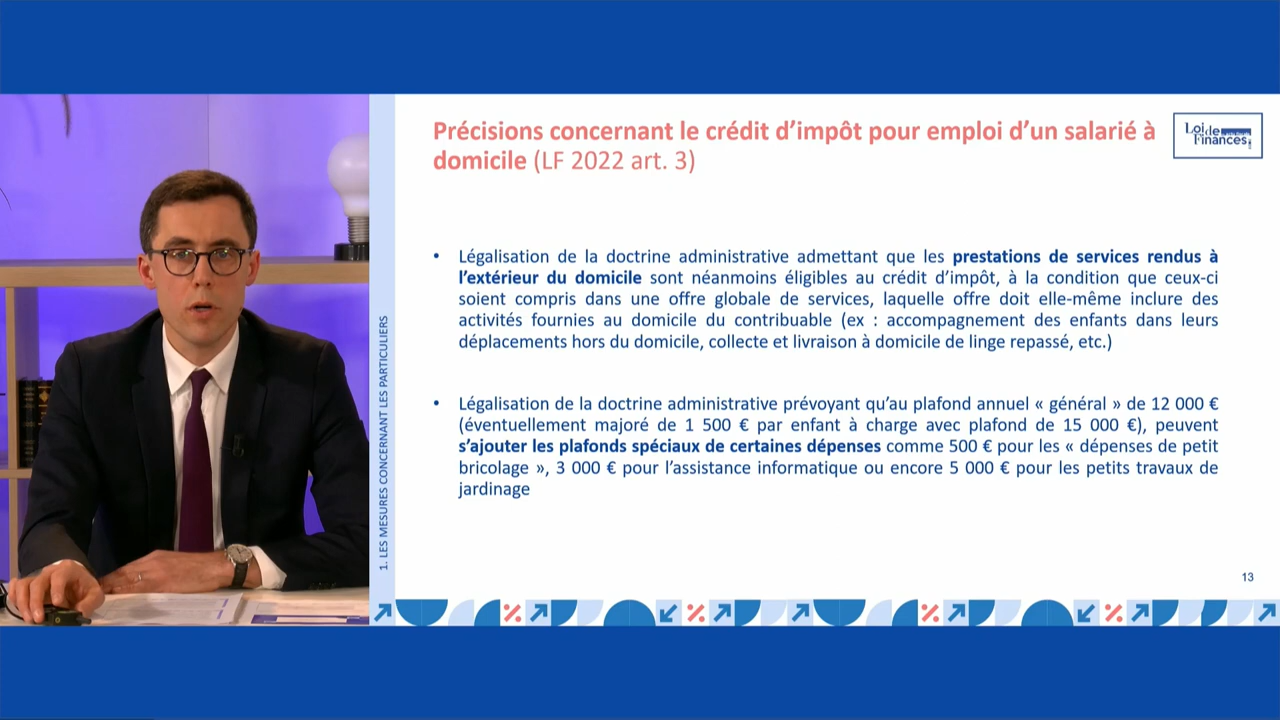 Précisions concernant le crédit d'impôt pour emploi d'un salarié à
domicile (LF 2022 art. 3)
Loi de
Finances
• Légalisation de la doctrine administrative admettant que les prestations de services rendus à
l'extérieur du domicile sont néanmoins éligibles au crédit d'impôt, à la condition que ceux-ci
soient compris dans une offre globale de services, laquelle offre doit elle-même inclure des
activités fournies au domicile du contribuable (ex : accompagnement des enfants dans leurs
déplacements hors du domicile, collecte et livraison à domicile de linge repassé, etc.)
• Légalisation de la doctrine administrative prévoyant qu'au plafond annuel « général » de 12 000 €
(éventuellement majoré de 1 500 € par enfant à charge avec plafond de 15 000 €), peuvent
s'ajouter les plafonds spéciaux de certaines dépenses comme 500 € pour les « dépenses de petit
bricolage », 3 000 € pour l'assistance informatique ou encore 5 000 € pour les petits travaux de
jardinage
1. LES MESURES CONCERNANT LES PARTICULIERS
13